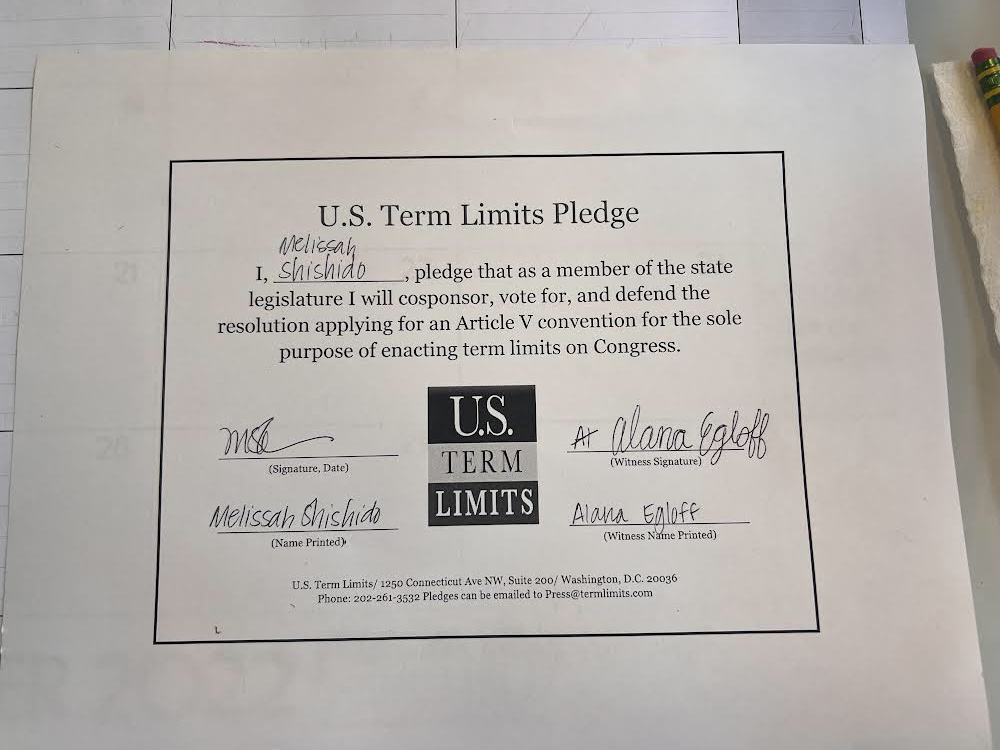 U.S. Term Limits Pledge
Melissah
I, Shishido, pledge that as a member of the state
legislature I will cosponsor, vote for, and defend the
resolution applying for an Article V convention for the sole
purpose of enacting term limits on Congress.
U.S.
TERM
LIMITS
Alana Egloff
(Signature, Date)
(Witness Signature)
Melissah Shishido
Alana Egloff
(Name Printed)
(Witness Name Printed)
U.S. Term Limits/ 1250 Connecticut Ave NW, Suite 200/ Washington, D.C. 20036
Phone: 202-261-3532 Pledges can be emailed to Press@termlimits.com
21
2022